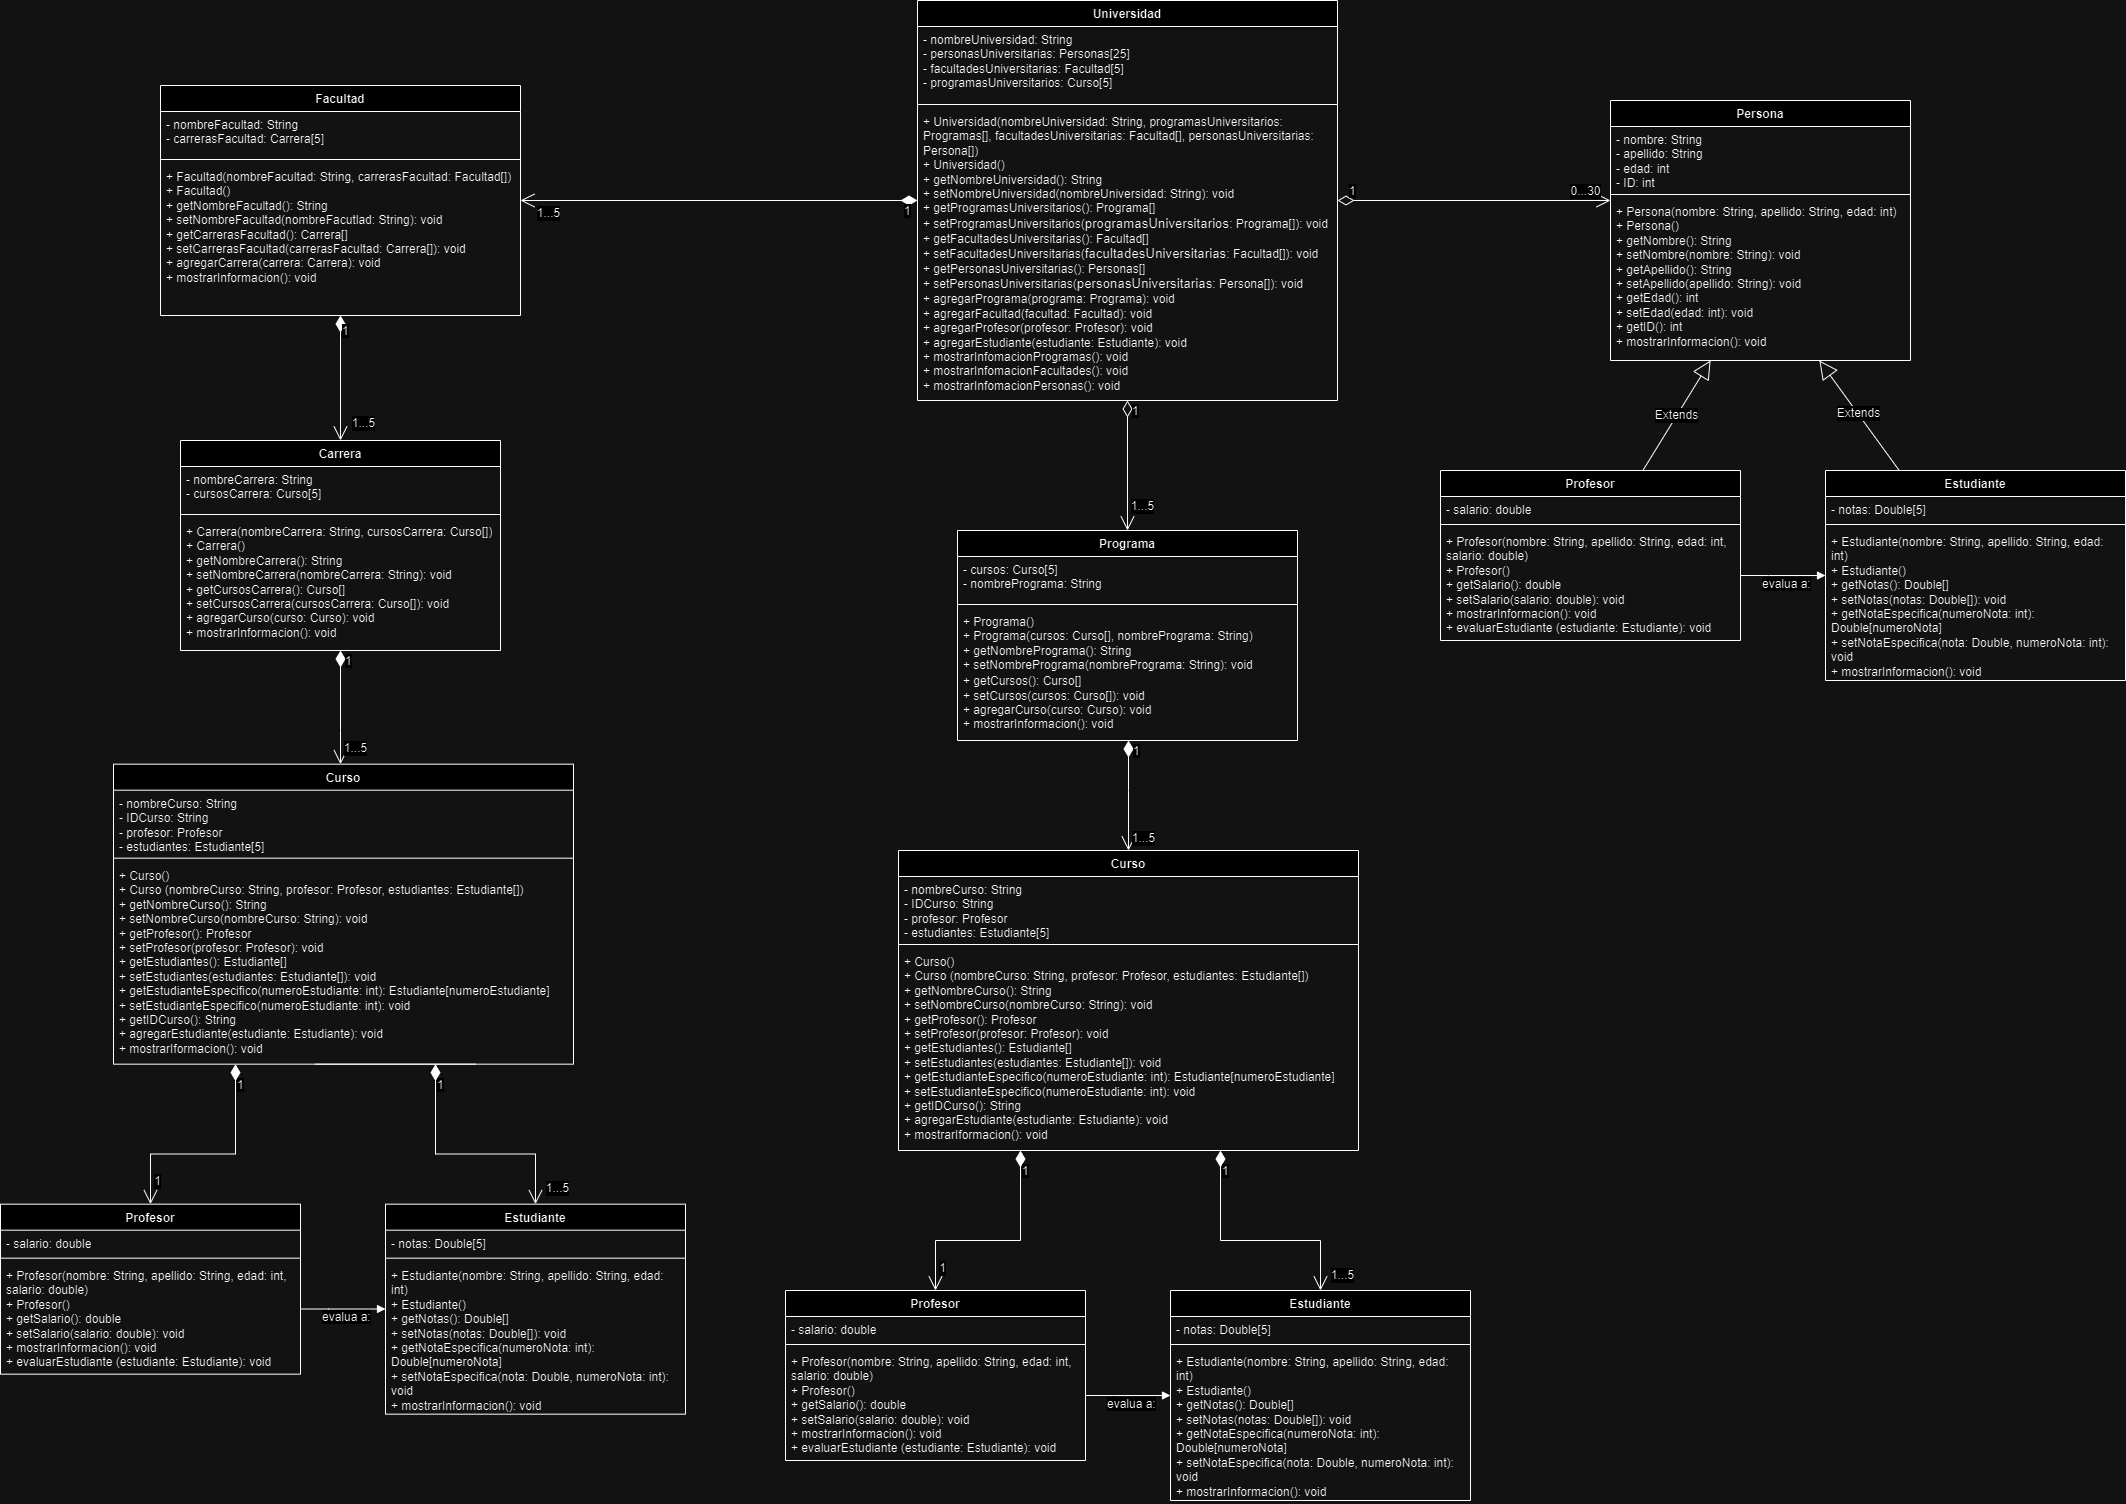 Universidad
- nombreUniversidad: String
- personasUniversitarias: Personas[25]
- facultadesUniversitarias: Facultad[5]
- programasUniversitarios: Curso[5]
+ Universidad(nombreUniversidad: String, programasUniversitarios:
Programas[], facultadesUniversitarias: Facultad[], personasUniversitarias:
Persona[])
+ Universidad()
+ getNombreUniversidad(): String
+ setNombreUniversidad(nombreUniversidad: String): void
+ getProgramasUniversitarios(): Programa[]
+ setProgramasUniversitarios(programasUniversitarios: Programa[]): void
+ getFacultadesUniversitarias(): Facultad[]
+ setFacultadesUniversitarias(facultadesUniversitarias: Facultad[]): void
+ getPersonasUniversitarias(): Personas[]
+ setPersonasUniversitarias(personasUniversitarias: Persona[]): void
+ agregarPrograma(programa: Programa): void
+ agregarFacultad(facultad: Facultad): void
+ agregarProfesor(profesor: Profesor): void
+ agregarEstudiante(estudiante: Estudiante): void
+ mostrarInfomacionProgramas(): void
+ mostrarInfomacionFacultades(): void
+ mostrarInfomacionPersonas(): void
Facultad
- nombreFacultad: String
- carrerasFacultad: Carrera[5]
+ Facultad(nombreFacultad: String, carrerasFacultad: Facultad[])
+ Facultad()
+ getNombreFacultad(): String
+ setNombreFacultad(nombreFacutlad: String): void
+ getCarrerasFacultad(): Carrera[]
+ setCarrerasFacultad(carrerasFacultad: Carrera[]): void
+ agregarCarrera(carrera: Carrera): void
+ mostrarInformacion(): void
1...5
1
1
0...30
Persona
- nombre: String
- apellido: String
- edad: int
- ID: int
+ Persona(nombre: String, apellido: String, edad: int)
+ Persona()
+ getNombre(): String
+ setNombre(nombre: String): void
+ getApellido(): String
+ setApellido(apellido: String): void
+ getEdad(): int
+ setEdad(edad: int): void
+ getID(): int
+ mostrarInformacion(): void
Extends
Extends
Profesor
- salario: double
+ Profesor(nombre: String, apellido: String, edad: int,
salario: double)
+ Profesor()
+ getSalario(): double
+ setSalario(salario: double): void
+ mostrarInformacion(): void
+ evaluarEstudiante (estudiante: Estudiante): void
evalua a:
Estudiante
- notas: Double[5]
+ Estudiante(nombre: String, apellido: String, edad:
int)
+ Estudiante()
+ getNotas(): Double[]
+ setNotas(notas: Double[]): void
+ getNotaEspecifica(numeroNota: int):
Double[numeroNota]
+ setNotaEspecifica(nota: Double, numeroNota: int):
void
+ mostrarInformacion(): void
1
1...5
Carrera
- nombreCarrera: String
- cursosCarrera: Curso[5]
+ Carrera(nombreCarrera: String, cursosCarrera: Curso[])
+ Carrera()
+ getNombreCarrera(): String
+ setNombreCarrera(nombreCarrera: String): void
+ getCursosCarrera(): Curso[]
+ setCursosCarrera(cursosCarrera: Curso[]): void
+ agregarCurso(curso: Curso): void
+ mostrarInformacion(): void
1
1...5
Programa
- cursos: Curso[5]
- nombrePrograma: String
+ Programa()
+ Programa(cursos: Curso[], nombrePrograma: String)
+ getNombrePrograma(): String
+ setNombrePrograma(nombrePrograma: String): void
+ getCursos(): Curso[]
+ setCursos(cursos: Curso[]): void
+ agregarCurso(curso: Curso): void
+ mostrarInformacion(): void
1
1...5
Curso
- nombreCurso: String
- IDCurso: String
- profesor: Profesor
- estudiantes: Estudiante[5]
+ Curso()
+ Curso (nombreCurso: String, profesor: Profesor, estudiantes: Estudiante[])
+ getNombreCurso(): String
+ setNombreCurso(nombreCurso: String): void
+ getProfesor(): Profesor
+ setProfesor(profesor: Profesor): void
+ getEstudiantes(): Estudiante[]
+ setEstudiantes(estudiantes: Estudiante[]): void
+ getEstudianteEspecifico(numeroEstudiante: int): Estudiante[numeroEstudiante]
+ setEstudianteEspecifico(numeroEstudiante: int): void
+ getIDCurso(): String
+ agregarEstudiante(estudiante: Estudiante): void
+ mostrarIformacion(): void
1
1...5
Curso
- nombreCurso: String
- IDCurso: String
- profesor: Profesor
- estudiantes: Estudiante[5]
+ Curso()
+ Curso (nombreCurso: String, profesor: Profesor, estudiantes: Estudiante[])
+ getNombreCurso(): String
+ setNombreCurso(nombreCurso: String): void
+ getProfesor(): Profesor
+ setProfesor(profesor: Profesor): void
+ getEstudiantes(): Estudiante[]
+ setEstudiantes(estudiantes: Estudiante[]): void
+ getEstudianteEspecifico(numeroEstudiante: int): Estudiante[numeroEstudiante]
+ setEstudianteEspecifico(numeroEstudiante: int): void
+ getIDCurso(): String
+ agregarEstudiante(estudiante: Estudiante): void
+ mostrarIformacion(): void
1
1
1
1...5
Profesor
- salario: double
+ Profesor(nombre: String, apellido: String, edad: int,
salario: double)
+ Profesor()
+ getSalario(): double
+ setSalario(salario: double): void
+ mostrarInformacion(): void
+ evaluarEstudiante (estudiante: Estudiante): void
evalua a:
Estudiante
- notas: Double[5]
+ Estudiante(nombre: String, apellido: String, edad:
int)
+ Estudiante()
+ getNotas(): Double[]
+ setNotas(notas: Double[]): void
+ getNotaEspecifica(numeroNota: int):
Double[numeroNota]
+ setNotaEspecifica(nota: Double, numeroNota: int):
void
+ mostrarInformacion(): void
1
1
1
1...5
Profesor
- salario: double
+ Profesor(nombre: String, apellido: String, edad: int,
salario: double)
+ Profesor()
+ getSalario(): double
+ setSalario(salario: double): void
+ mostrarInformacion(): void
+ evaluarEstudiante (estudiante: Estudiante): void
evalua a:
Estudiante
- notas: Double[5]
+ Estudiante(nombre: String, apellido: String, edad:
int)
+ Estudiante()
+ getNotas(): Double[]
+ setNotas(notas: Double[]): void
+ getNotaEspecifica(numeroNota: int):
Double[numeroNota]
+ setNotaEspecifica(nota: Double, numeroNota: int):
void
+ mostrarInformacion(): void